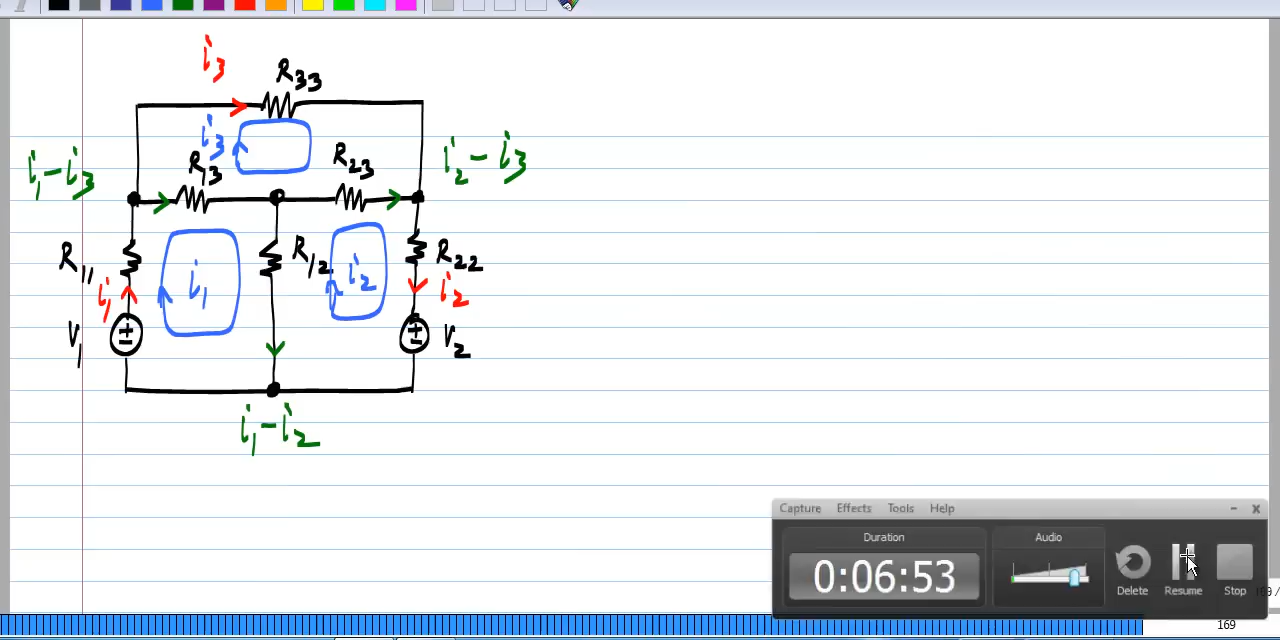 i₃
R₃₃
i₃
i₁-i₃
R₁₃
R₂₃
i₂-i₃
R₁₁
i₁
R₁₂
i₂
R₂₂
i₁
i₂
V₁
V₂
i₁-i₂
Capture Effects Tools Help
Duration
Audio
0:06:53
Delete
Resume
Stop
169